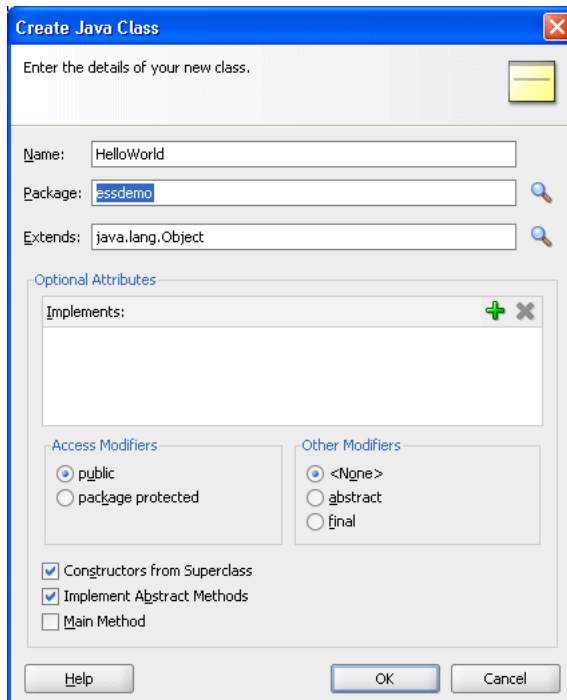 Create Java Class
Enter the details of your new class.
Name: HelloWorld
Package: essdemo
Extends: java.lang.Object
Optional Attributes
Implements:
Access Modifiers
public
package protected
Other Modifiers
<None>
abstract
final
Constructors from Superclass
Implement Abstract Methods
Main Method
Help OK Cancel